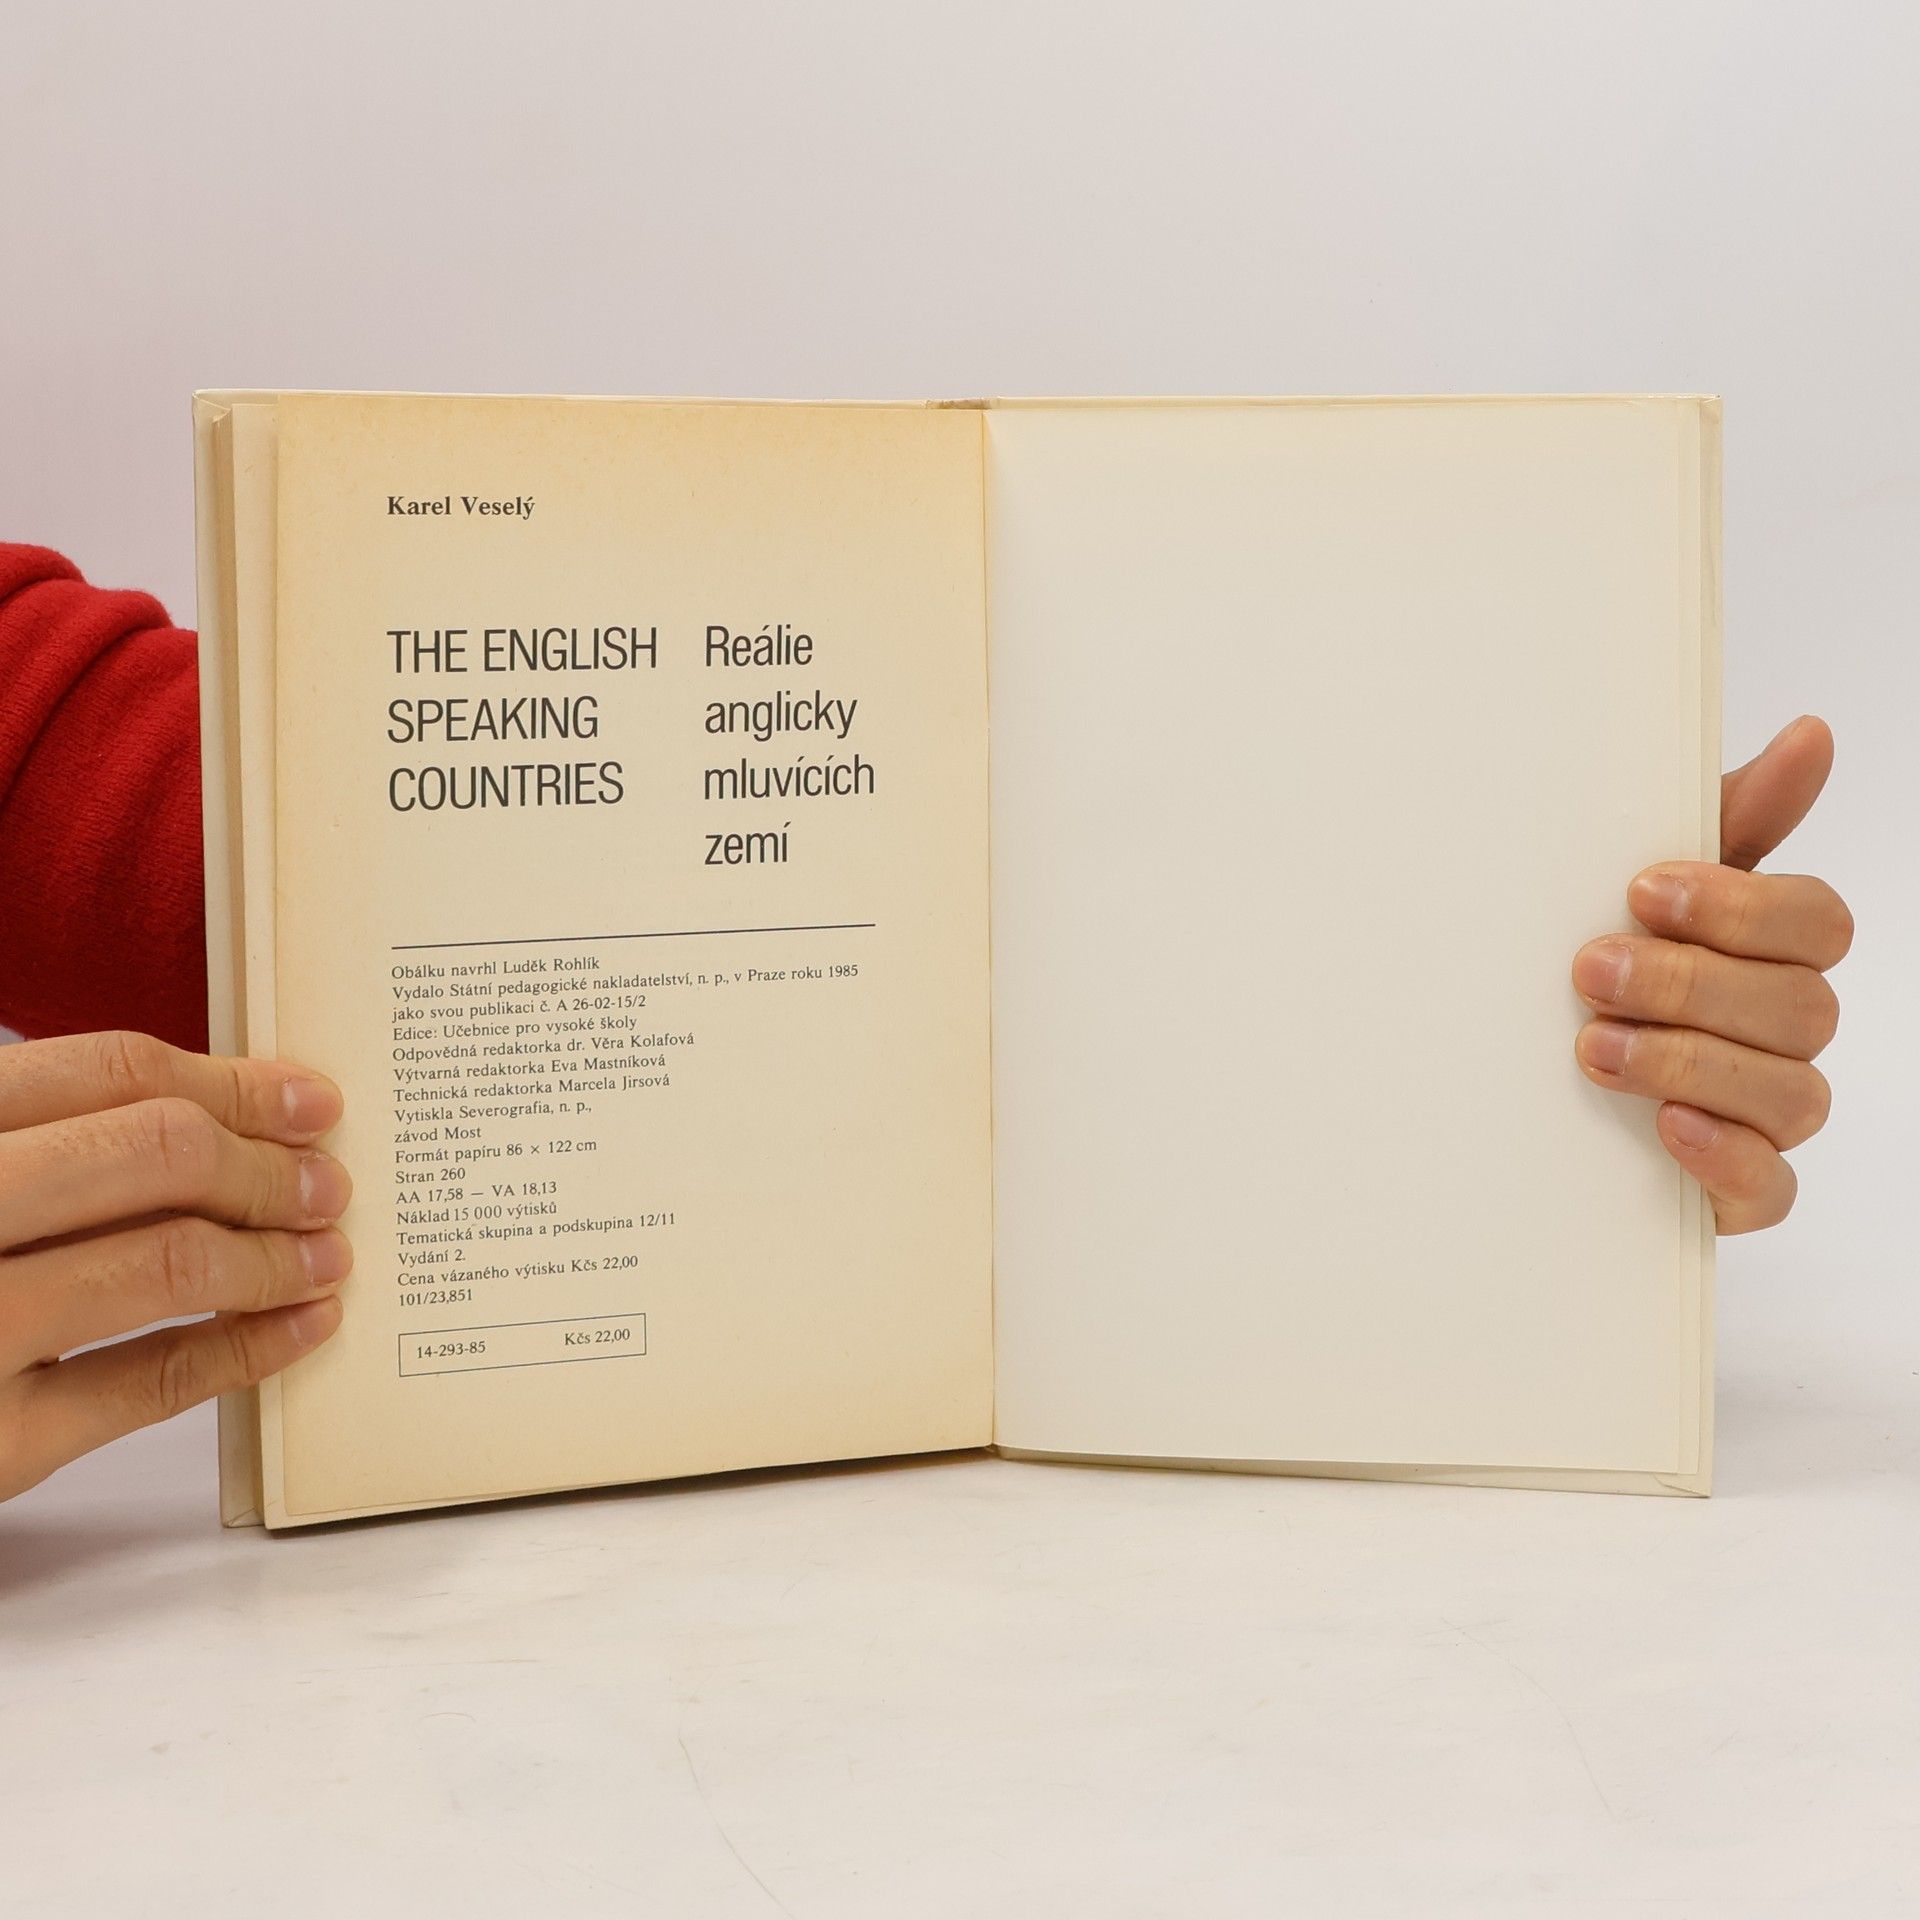 Karel Veselý
THE ENGLISH
SPEAKING
COUNTRIES
Reálie
anglicky
mluvících
zemí
Obálku navrhl Luděk Rohlík
Vydalo Státní pedagogické nakladatelství, n. p., v Praze roku 1985
jako svou publikaci č. A 26-02-15/2
Edice: Učebnice pro vysoké školy
Odpovědná redaktorka dr. Věra Kolafová
Výtvarná redaktorka Eva Mastníková
Technická redaktorka Marcela Jirsová
Vytiskla Severografia, n. p.,
závod Most
Formát papíru 86 × 122 cm
Stran 260
AA 17,58 — VA 18,13
Náklad 15 000 výtisků
Tematická skupina a podskupina 12/11
Vydání 2.
Cena vázaného výtisku Kčs 22,00
101/23,851
14-293-85 Kčs 22,00